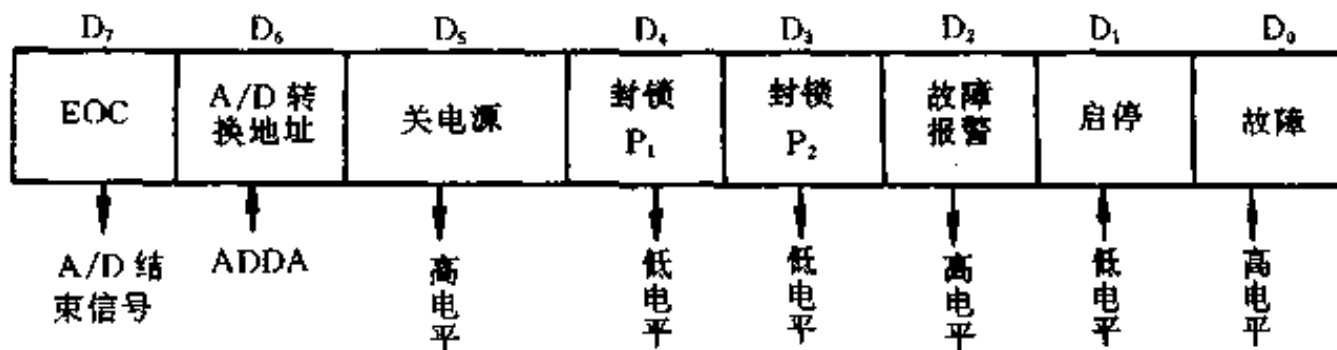 D₇ D₆ D₅ D₄ D₃ D₂ D₁ D₀
EOC
A/D 转
换地址
关电源
封锁
P₁
封锁
P₂
故障
报警
启停
故障
A/D 结
束信号
ADDA
高电平
低电平
低电平
高电平
低电平
高电平